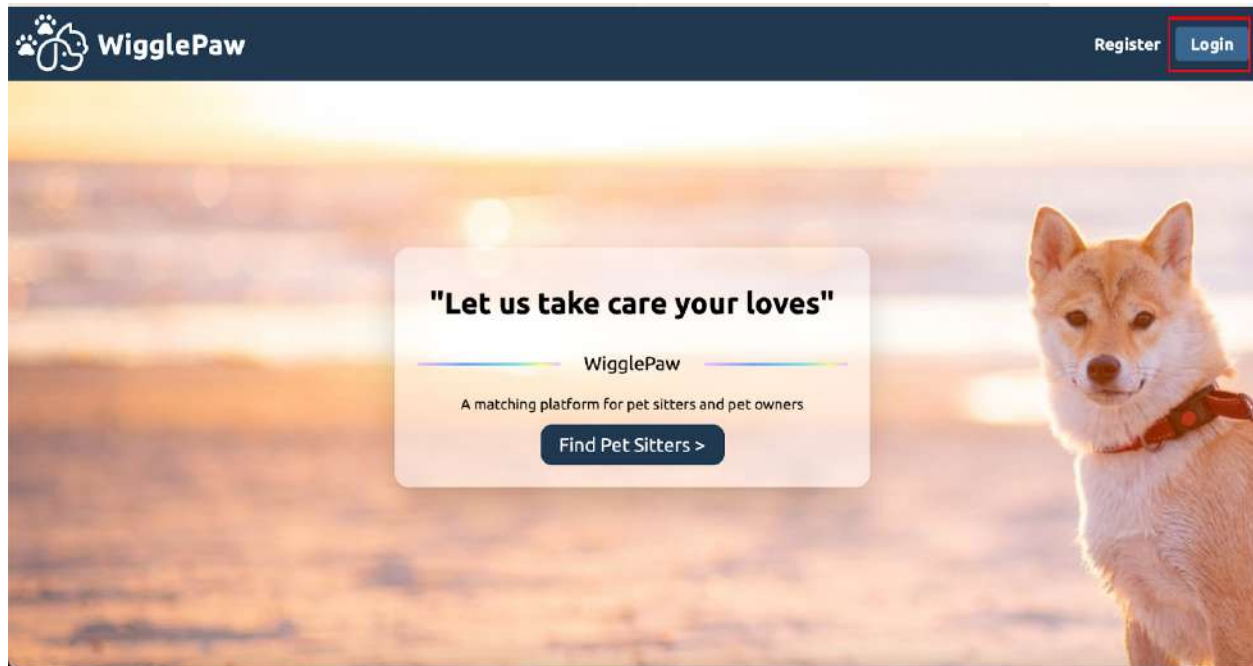 WigglePaw
Register Login
"Let us take care your loves"
WigglePaw
A matching platform for pet sitters and pet owners
Find Pet Sitters >